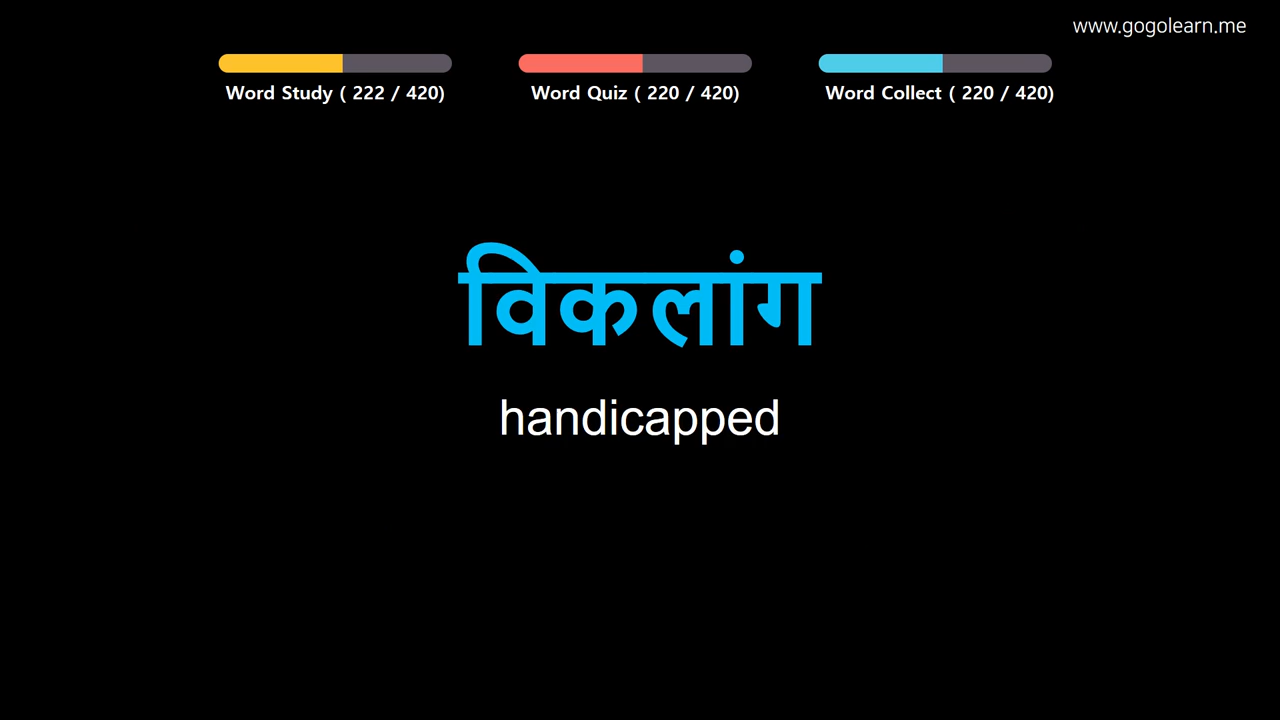 www.gogolearn.me
Word Study ( 222 / 420)
Word Quiz ( 220 / 420)
Word Collect ( 220 / 420)
विकलांग
handicapped